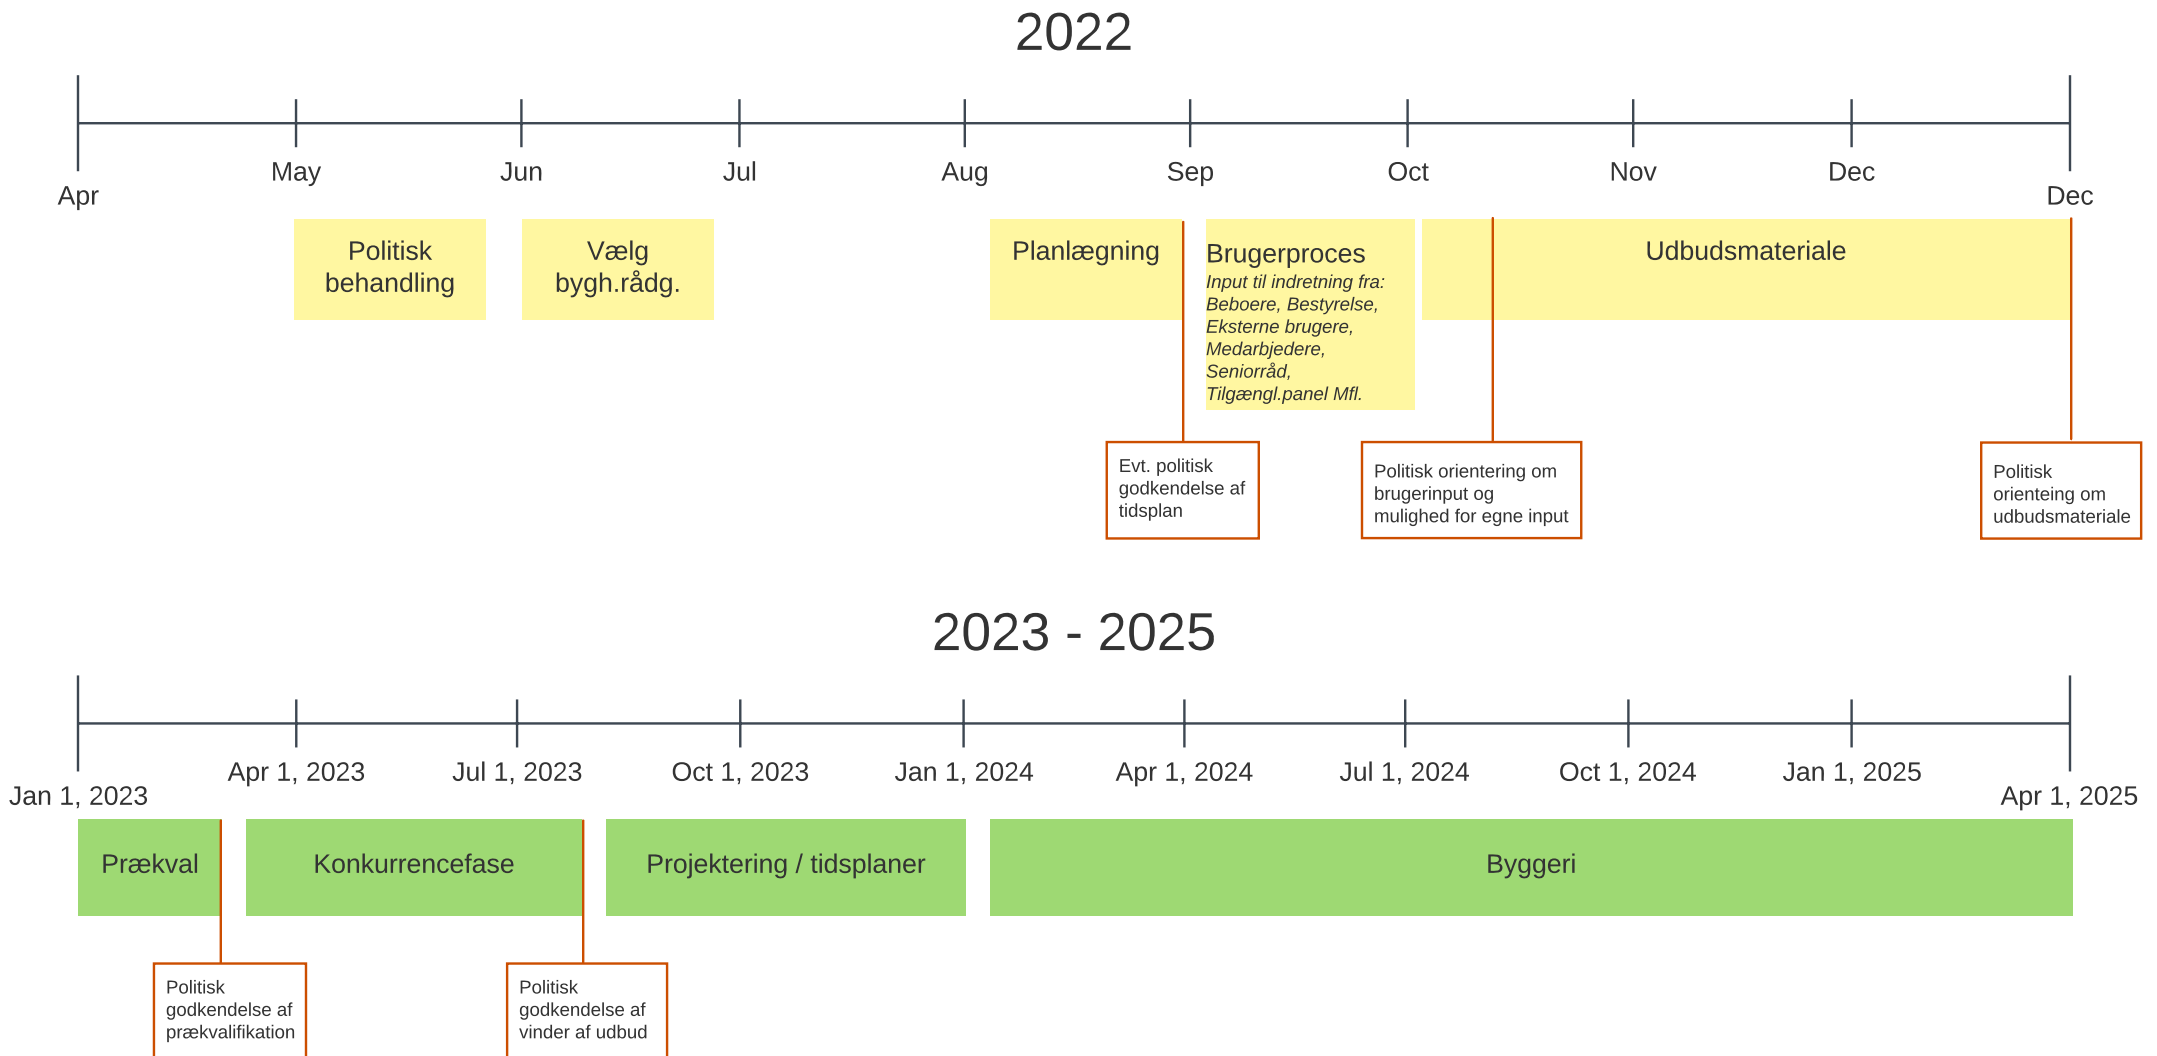 2022
Apr
May
Jun
Jul
Aug
Sep
Oct
Nov
Dec
Dec
Politisk
behandling
Vælg
bygh.rådg.
Planlægning
Brugerproces
Input til indretning fra:
Beboere, Bestyrelse,
Eksterne brugere,
Medarbjedere,
Seniorråd,
Tilgængl.panel Mfl.
Udbudsmateriale
Evt. politisk
godkendelse af
tidsplan
Politisk orientering om
brugerinput og
mulighed for egne input
Politisk
orienteing om
udbudsmateriale
2023 - 2025
Jan 1, 2023
Apr 1, 2023
Jul 1, 2023
Oct 1, 2023
Jan 1, 2024
Apr 1, 2024
Jul 1, 2024
Oct 1, 2024
Jan 1, 2025
Apr 1, 2025
Prækval
Konkurrencefase
Projektering / tidsplaner
Byggeri
Politisk
godkendelse af
prækvalifikation
Politisk
godkendelse af
vinder af udbud